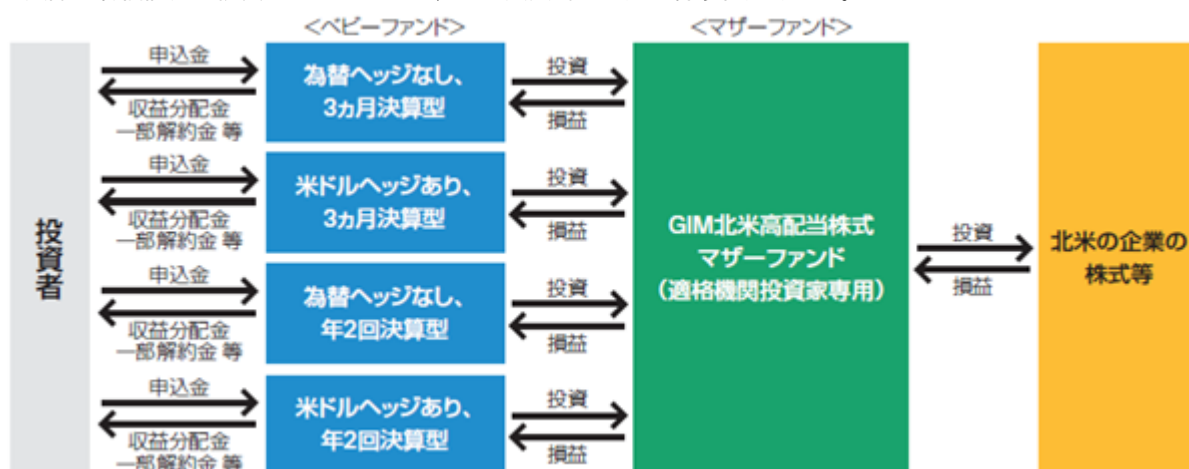 ＜ベビーファンド＞
＜マザーファンド＞
投資者
申込金
収益分配金
一部解約金 等
為替ヘッジなし、
3ヵ月決算型
投資
損益
申込金
収益分配金
一部解約金 等
米ドルヘッジあり、
3ヵ月決算型
投資
損益
申込金
収益分配金
一部解約金 等
為替ヘッジなし、
年2回決算型
投資
損益
申込金
収益分配金
一部解約金 等
米ドルヘッジあり、
年2回決算型
投資
損益
GIM北米高配当株式
マザーファンド
（適格機関投資家専用）
投資
損益
北米の企業の
株式等